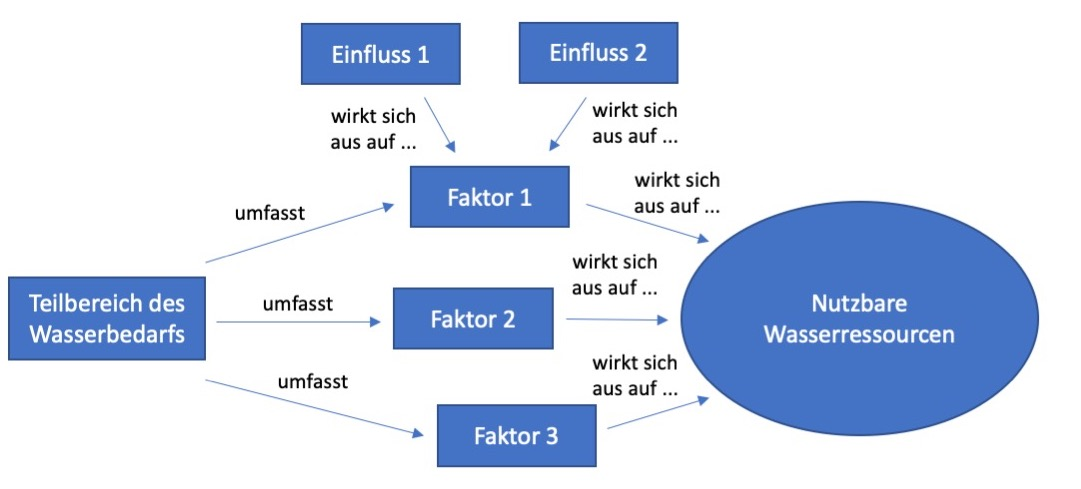 Einfluss 1
Einfluss 2
wirkt sich
aus auf ...
wirkt sich
aus auf ...
Faktor 1
wirkt sich
aus auf ...
umfasst
Teilbereich des
Wasserbedarfs
umfasst
Faktor 2
wirkt sich
aus auf ...
Nutzbare
Wasserressourcen
umfasst
Faktor 3
wirkt sich
aus auf ...